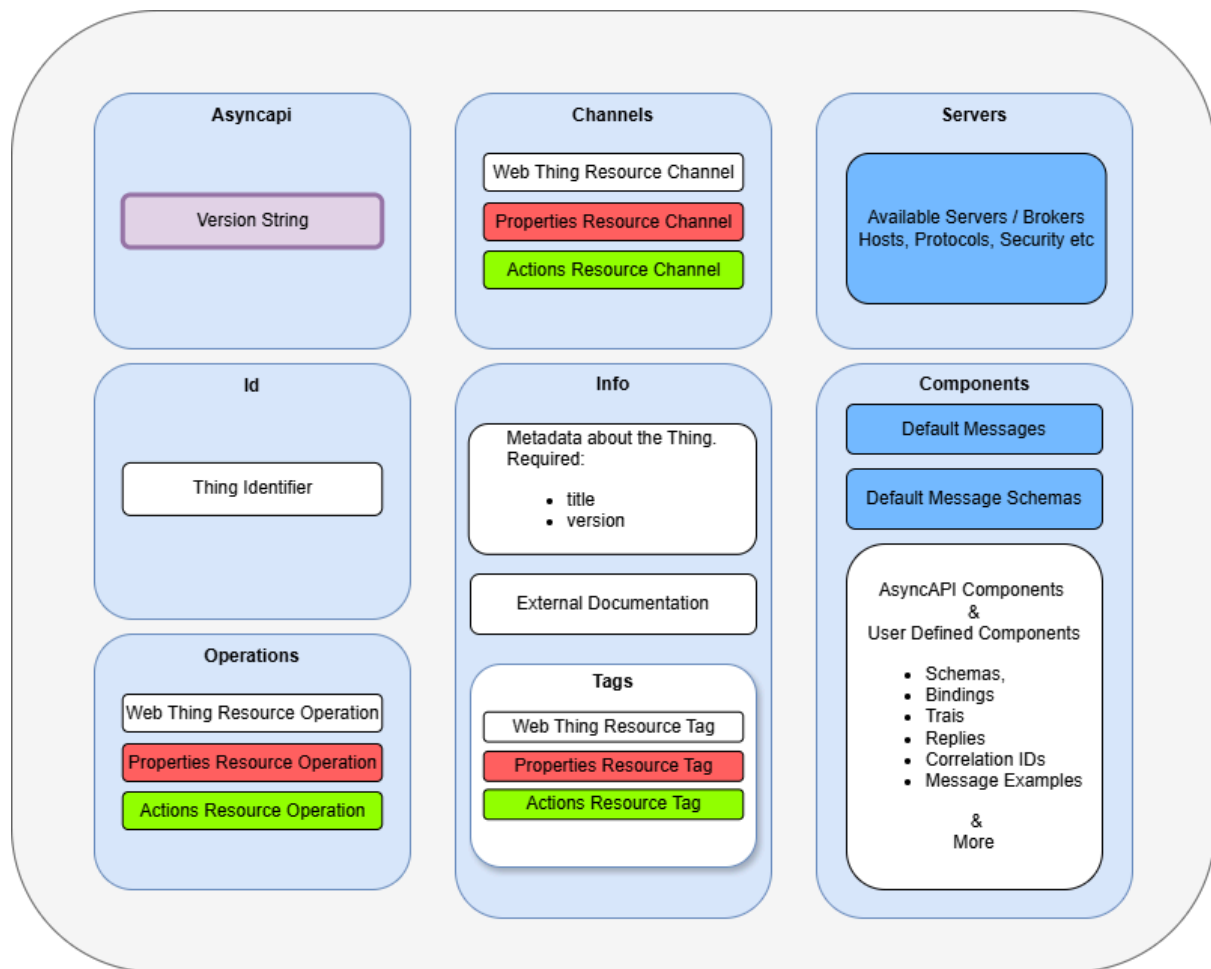 Asyncapi
Version String
Channels
Web Thing Resource Channel
Properties Resource Channel
Actions Resource Channel
Servers
Available Servers / Brokers
Hosts, Protocols, Security etc
Id
Thing Identifier
Info
Metadata about the Thing.
Required:
• title
• version
External Documentation
Tags
Web Thing Resource Tag
Properties Resource Tag
Actions Resource Tag
Components
Default Messages
Default Message Schemas
AsyncAPI Components
&
User Defined Components
• Schemas,
• Bindings
• Trais
• Replies
• Correlation IDs
• Message Examples
&
More
Operations
Web Thing Resource Operation
Properties Resource Operation
Actions Resource Operation